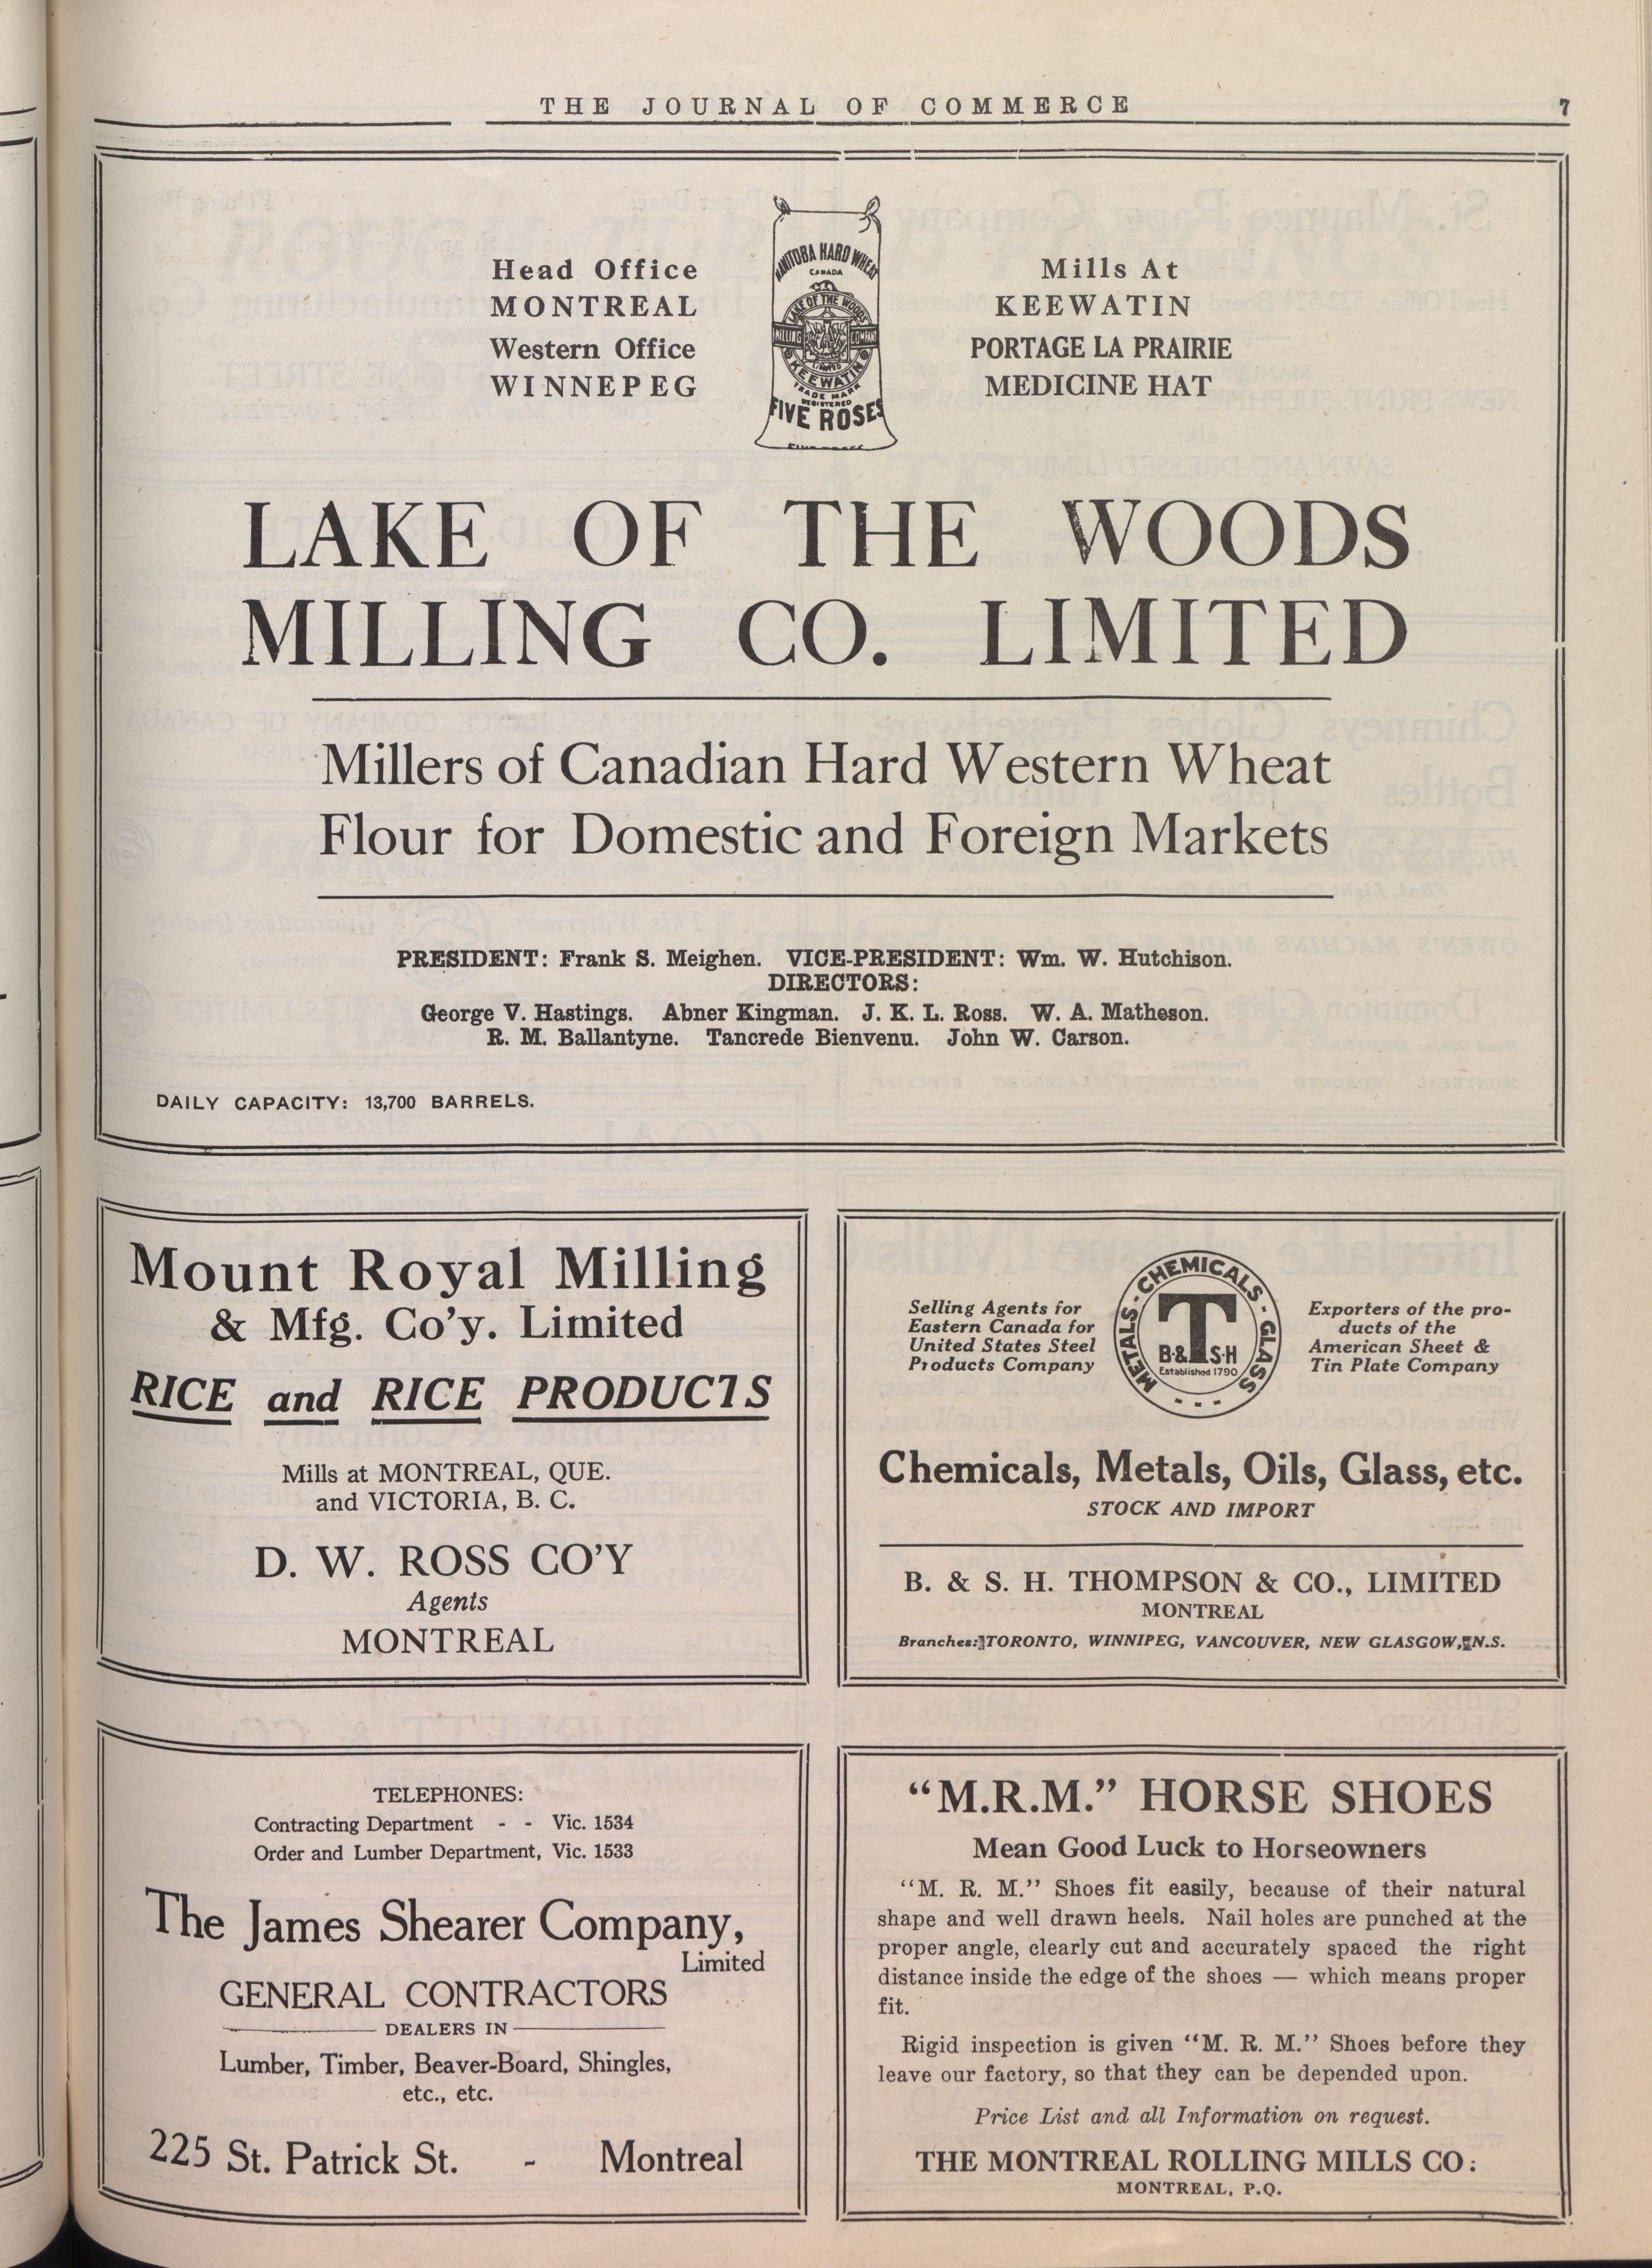 THE JOURNAL OF COMMERCE 7
Head Office
MONTREAL
Western Office
WINNEPEG
MANITOBA HARD WHEAT
CANADA
LAKE OF THE WOODS
MILLING COMPANY
LIMITED
KEEWATIN
TRADE MARK
REGISTERED
FIVE ROSES
Mills At
KEEWATIN
PORTAGE LA PRAIRIE
MEDICINE HAT
LAKE OF THE WOODS
MILLING CO. LIMITED
Millers of Canadian Hard Western Wheat
Flour for Domestic and Foreign Markets
PRESIDENT: Frank S. Meighen. VICE-PRESIDENT: Wm. W. Hutchison.
DIRECTORS:
George V. Hastings. Abner Kingman. J. K. L. Ross. W. A. Matheson.
R. M. Ballantyne. Tancrede Bienvenu. John W. Carson.
DAILY CAPACITY: 13,700 BARRELS.
Mount Royal Milling
& Mfg. Co'y. Limited
RICE and RICE PRODUCTS
Mills at MONTREAL, QUE.
and VICTORIA, B. C.
D. W. ROSS CO'Y
Agents
MONTREAL
Selling Agents for
Eastern Canada for
United States Steel
Products Company
METALS - CHEMICALS - GLASS
T
B.& S.H
Established 1790
Exporters of the pro-
ducts of the
American Sheet &
Tin Plate Company
Chemicals, Metals, Oils, Glass, etc.
STOCK AND IMPORT
B. & S. H. THOMPSON & CO., LIMITED
MONTREAL
Branches: TORONTO, WINNIPEG, VANCOUVER, NEW GLASGOW, N.S.
TELEPHONES:
Contracting Department - - Vic. 1534
Order and Lumber Department, Vic. 1533
The James Shearer Company,
Limited
GENERAL CONTRACTORS
DEALERS IN
Lumber, Timber, Beaver-Board, Shingles,
etc., etc.
225 St. Patrick St. - Montreal
"M.R.M." HORSE SHOES
Mean Good Luck to Horseowners
"M. R. M." Shoes fit easily, because of their natural
shape and well drawn heels. Nail holes are punched at the
proper angle, clearly cut and accurately spaced the right
distance inside the edge of the shoes — which means proper
fit.
Rigid inspection is given "M. R. M." Shoes before they
leave our factory, so that they can be depended upon.
Price List and all Information on request.
THE MONTREAL ROLLING MILLS CO:
MONTREAL, P.Q.